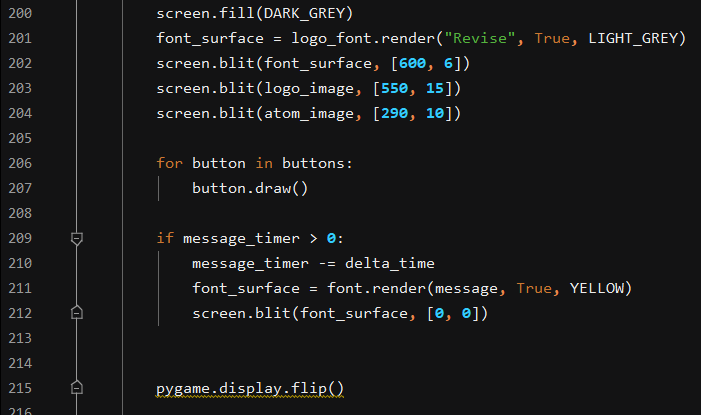 200 screen.fill(DARK_GREY)
201 font_surface = logo_font.render("Revise", True, LIGHT_GREY)
202 screen.blit(font_surface, [600, 6])
203 screen.blit(logo_image, [550, 15])
204 screen.blit(atom_image, [290, 10])
205
206 for button in buttons:
207 button.draw()
208
209 if message_timer > 0:
210 message_timer -= delta_time
211 font_surface = font.render(message, True, YELLOW)
212 screen.blit(font_surface, [0, 0])
213
214
215 pygame.display.flip()
216